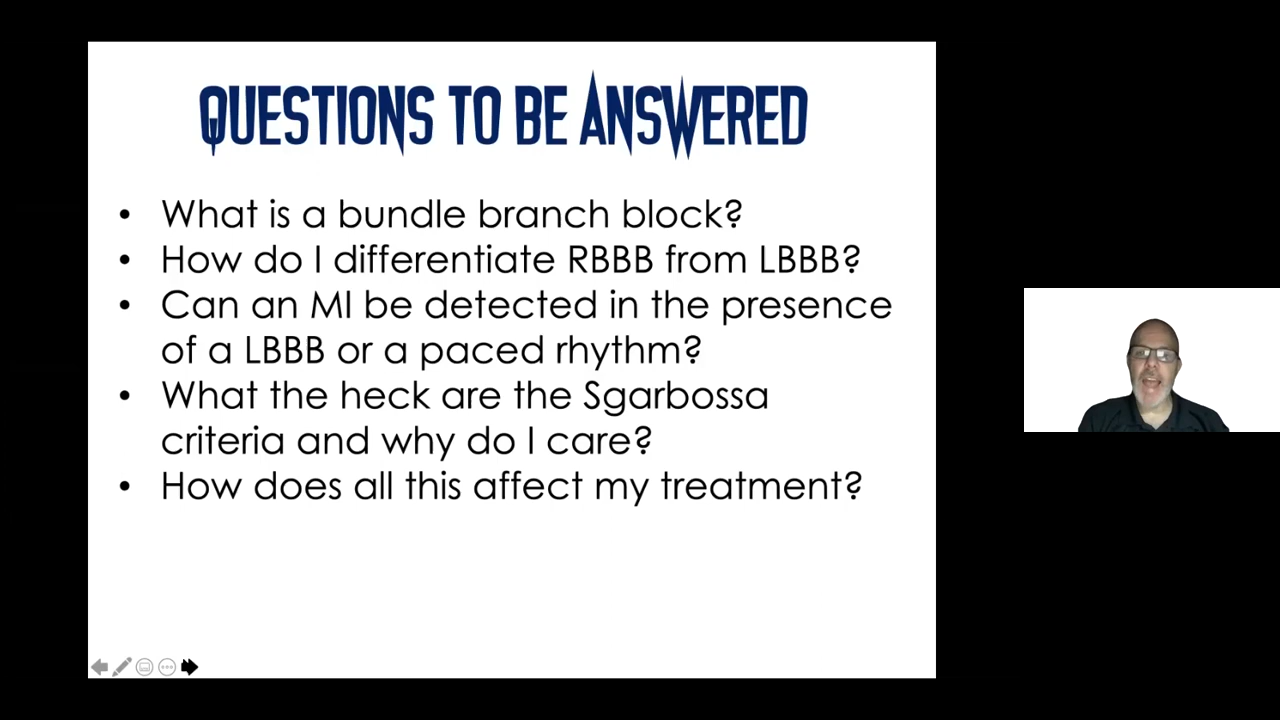 QUESTIONS TO BE ANSWERED
• What is a bundle branch block?
• How do I differentiate RBBB from LBBB?
• Can an MI be detected in the presence
of a LBBB or a paced rhythm?
• What the heck are the Sgarbossa
criteria and why do I care?
• How does all this affect my treatment?